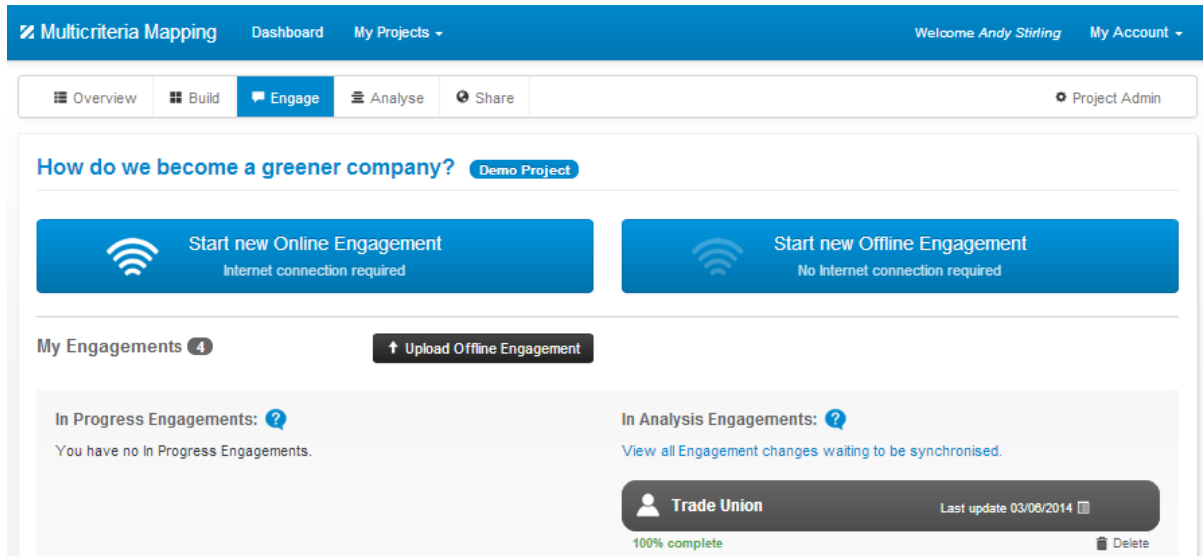 Multicriteria Mapping Dashboard My Projects Welcome Andy Stirling My Account
Overview Build Engage Analyse Share Project Admin
How do we become a greener company? Demo Project
Start new Online Engagement
Internet connection required
Start new Offline Engagement
No Internet connection required
My Engagements 4 Upload Offline Engagement
In Progress Engagements: ?
You have no In Progress Engagements.
In Analysis Engagements: ?
View all Engagement changes waiting to be synchronised.
Trade Union Last update 03/06/2014
100% complete Delete